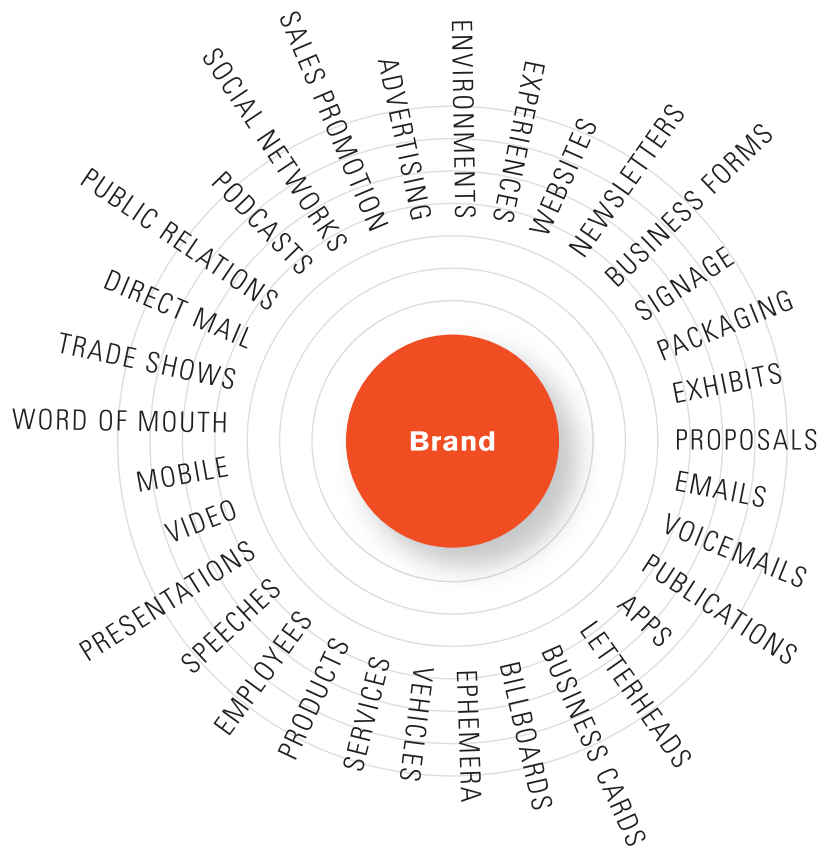 Brand
ENVIRONMENTS
EXPERIENCES
WEBSITES
NEWSLETTERS
BUSINESS FORMS
SIGNAGE
PACKAGING
EXHIBITS
PROPOSALS
EMAILS
VOICEMAILS
PUBLICATIONS
APPS
LETTERHEADS
BUSINESS CARDS
BILLBOARDS
EPHEMERA
VEHICLES
SERVICES
PRODUCTS
EMPLOYEES
SPEECHES
PRESENTATIONS
VIDEO
MOBILE
WORD OF MOUTH
TRADE SHOWS
DIRECT MAIL
PUBLIC RELATIONS
PODCASTS
SOCIAL NETWORKS
SALES PROMOTION
ADVERTISING